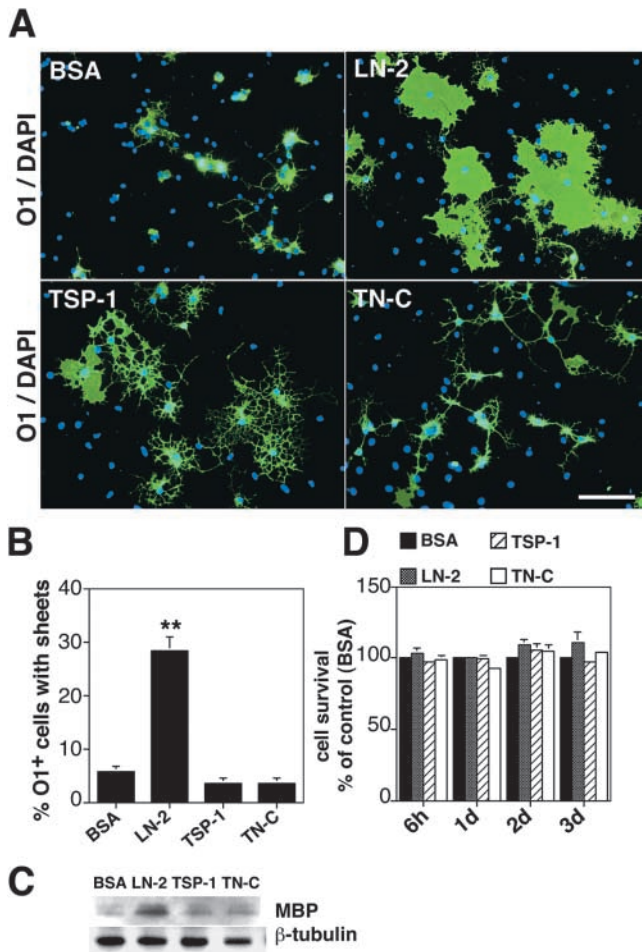 A
BSA
LN-2
O1 / DAPI
TSP-1
TN-C
O1 / DAPI
B
40
30
20
10
0
% O1+ cells with sheets
**
BSA
LN-2
TSP-1
TN-C
D
BSA
TSP-1
LN-2
TN-C
150
100
50
0
cell survival
% of control (BSA)
6h
1d
2d
3d
C
BSA LN-2 TSP-1 TN-C
MBP
β-tubulin